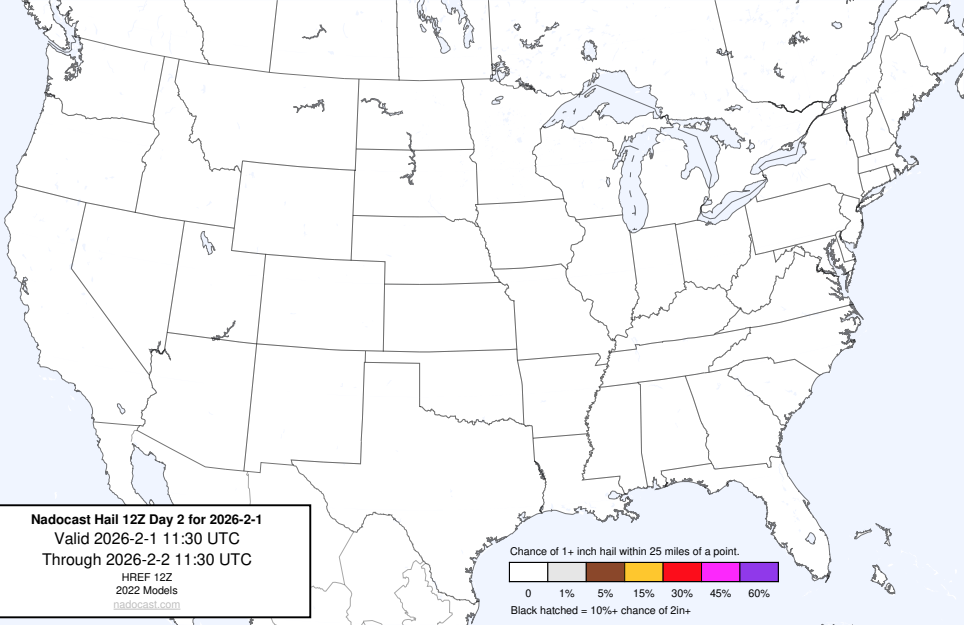 Nadocast Hail 12Z Day 2 for 2026-2-1
Valid 2026-2-1 11:30 UTC
Through 2026-2-2 11:30 UTC
HREF 12Z
2022 Models
nadocast.com
Chance of 1+ inch hail within 25 miles of a point.
0 1% 5% 15% 30% 45% 60%
Black hatched = 10%+ chance of 2in+